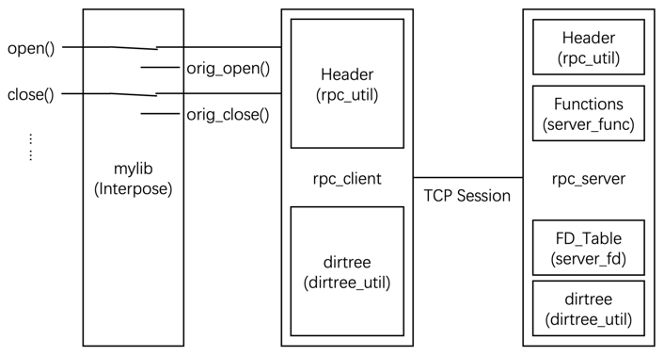 open()
orig_open()
close()
orig_close()
mylib
(Interpose)
Header
(rpc_util)
rpc_client
dirtree
(dirtree_util)
TCP Session
Header
(rpc_util)
Functions
(server_func)
rpc_server
FD_Table
(server_fd)
dirtree
(dirtree_util)